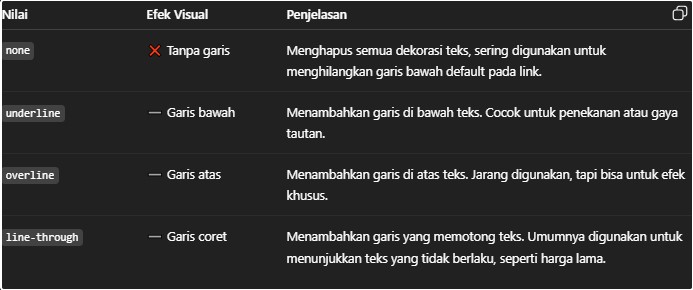 Nilai Efek Visual Penjelasan
none ❌ Tanpa garis Menghapus semua dekorasi teks, sering digunakan untuk
menghilangkan garis bawah default pada link.
underline — Garis bawah Menambahkan garis di bawah teks. Cocok untuk penekanan atau gaya
tautan.
overline — Garis atas Menambahkan garis di atas teks. Jarang digunakan, tapi bisa untuk efek
khusus.
line-through — Garis coret Menambahkan garis yang memotong teks. Umumnya digunakan untuk
menunjukkan teks yang tidak berlaku, seperti harga lama.